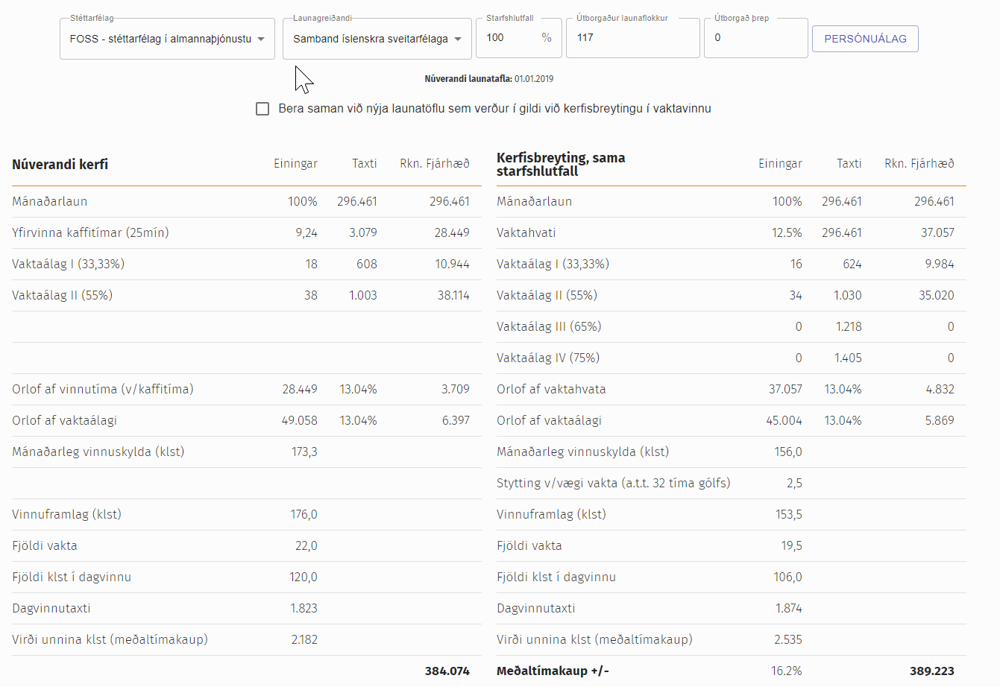 Stéttarfélag
FOSS - stéttarfélag í almannaþjónustu
Launagreiðandi
Samband íslenskra sveitarfélaga
Starfshlutfall
100 %
Útborgaður launaflokkur
117
Útborgað þrep
0
PERSÓNUÁLAG
Núverandi launatafla: 01.01.2019
Bera saman við nýja launatöflu sem verður í gildi við kerfisbreytingu í vaktavinnu
Núverandi kerfi Einingar Taxti Rkn. Fjárhæð
Mánaðarlaun 100% 296.461 296.461
Yfirvinna kaffitímar (25mín) 9,24 3.079 28.449
Vaktaálag I (33,33%) 18 608 10.944
Vaktaálag II (55%) 38 1.003 38.114
Orlof af vinnutíma (v/kaffitíma) 28.449 13.04% 3.709
Orlof af vaktaálagi 49.058 13.04% 6.397
Mánaðarleg vinnuskylda (klst) 173,3
Vinnuframlag (klst) 176,0
Fjöldi vakta 22,0
Fjöldi klst í dagvinnu 120,0
Dagvinnutaxti 1.823
Virði unnina klst (meðaltímakaup) 2.182
384.074
Kerfisbreyting, sama
starfshlutfall Einingar Taxti Rkn. Fjárhæð
Mánaðarlaun 100% 296.461 296.461
Vaktahvati 12.5% 296.461 37.057
Vaktaálag I (33,33%) 16 624 9.984
Vaktaálag II (55%) 34 1.030 35.020
Vaktaálag III (65%) 0 1.218 0
Vaktaálag IV (75%) 0 1.405 0
Orlof af vaktahvata 37.057 13.04% 4.832
Orlof af vaktaálagi 45.004 13.04% 5.869
Mánaðarleg vinnuskylda (klst) 156,0
Stytting v/vægi vakta (a.t.t. 32 tíma gólfs) 2,5
Vinnuframlag (klst) 153,5
Fjöldi vakta 19,5
Fjöldi klst í dagvinnu 106,0
Dagvinnutaxti 1.874
Virði unnina klst (meðaltímakaup) 2.535
Meðaltímakaup +/- 16.2% 389.223